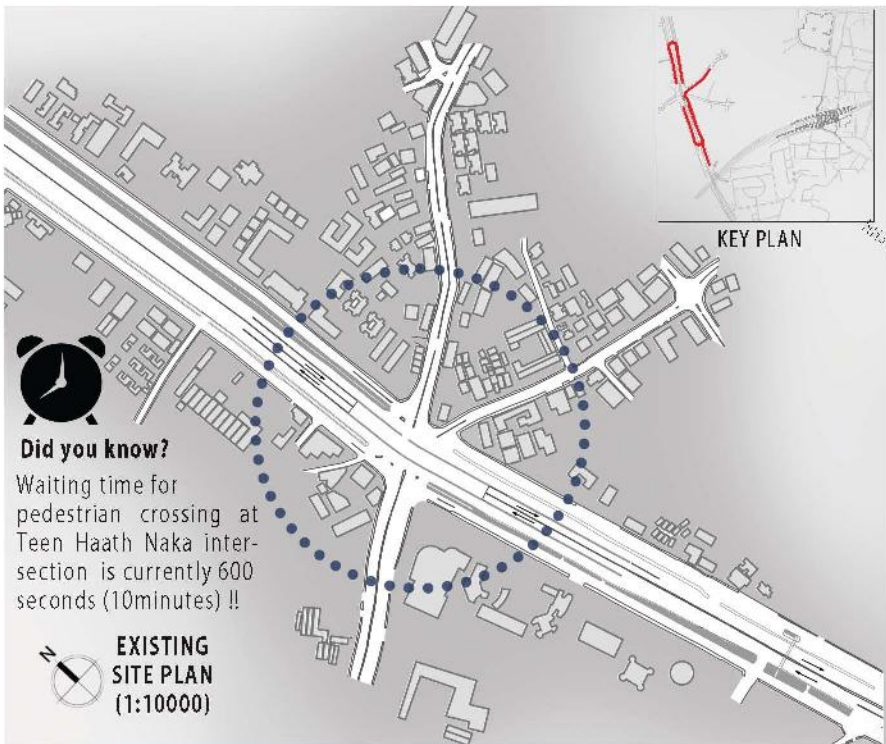 KEY PLAN
Did you know?
Waiting time for
pedestrian crossing at
Teen Haath Naka inter-
section is currently 600
seconds (10minutes) !!
N
EXISTING
SITE PLAN
(1:10000)